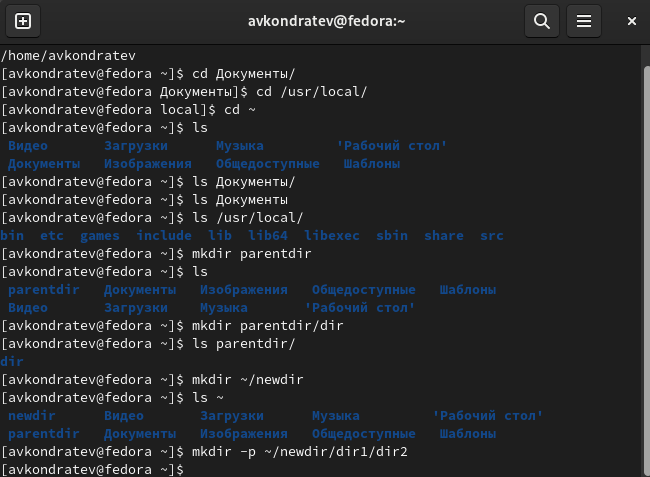 avkondratev@fedora:~
/home/avkondratev
[avkondratev@fedora ~]$ cd Документы/
[avkondratev@fedora Документы]$ cd /usr/local/
[avkondratev@fedora local]$ cd ~
[avkondratev@fedora ~]$ ls
Видео Загрузки Музыка 'Рабочий стол'
Документы Изображения Общедоступные Шаблоны
[avkondratev@fedora ~]$ ls Документы/
[avkondratev@fedora ~]$ ls Документы
[avkondratev@fedora ~]$ ls /usr/local/
bin etc games include lib lib64 libexec sbin share src
[avkondratev@fedora ~]$ mkdir parentdir
[avkondratev@fedora ~]$ ls
parentdir Документы Изображения Общедоступные Шаблоны
Видео Загрузки Музыка 'Рабочий стол'
[avkondratev@fedora ~]$ mkdir parentdir/dir
[avkondratev@fedora ~]$ ls parentdir/
dir
[avkondratev@fedora ~]$ mkdir ~/newdir
[avkondratev@fedora ~]$ ls ~
newdir Видео Загрузки Музыка 'Рабочий стол'
parentdir Документы Изображения Общедоступные Шаблоны
[avkondratev@fedora ~]$ mkdir -p ~/newdir/dir1/dir2
[avkondratev@fedora ~]$